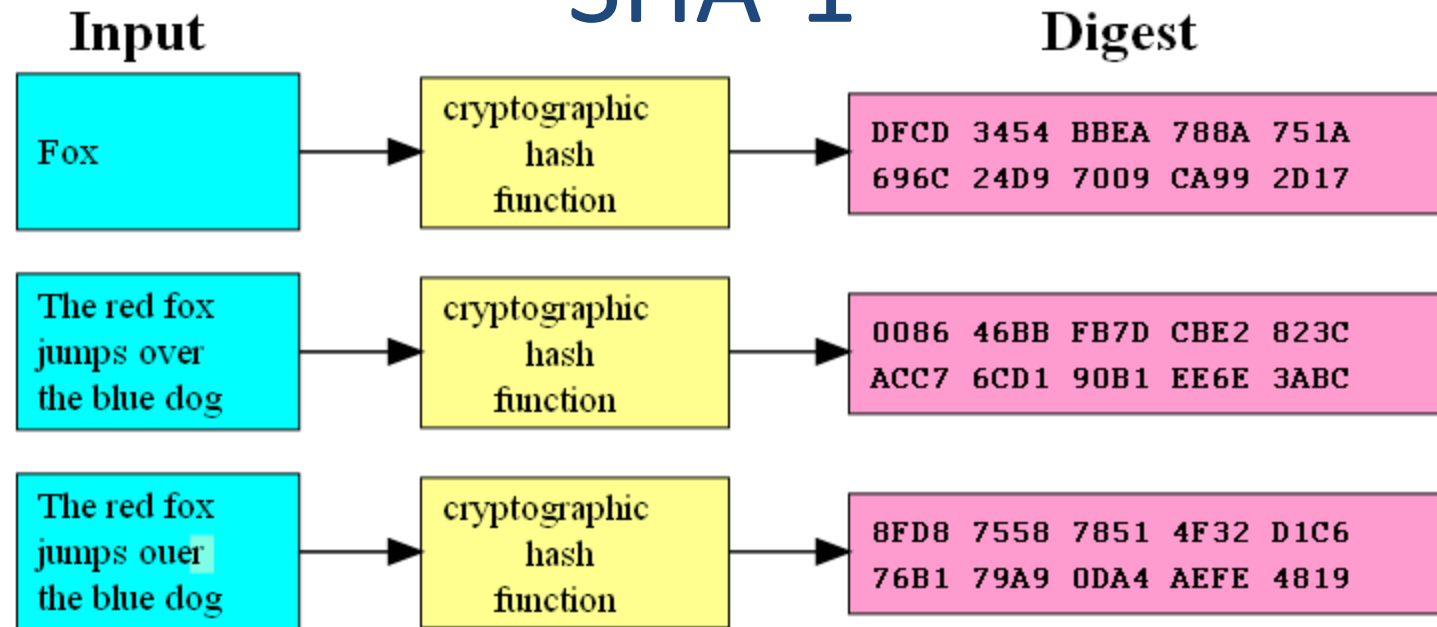 SHA-1
Input
Digest
Fox
cryptographic
hash
function
DFCD 3454 BBEA 788A 751A
696C 24D9 7009 CA99 2D17
The red fox
jumps over
the blue dog
cryptographic
hash
function
0086 46BB FB7D CBE2 823C
ACC7 6CD1 90B1 EE6E 3ABC
The red fox
jumps ouer
the blue dog
cryptographic
hash
function
8FD8 7558 7851 4F32 D1C6
76B1 79A9 0DA4 AEFE 4819